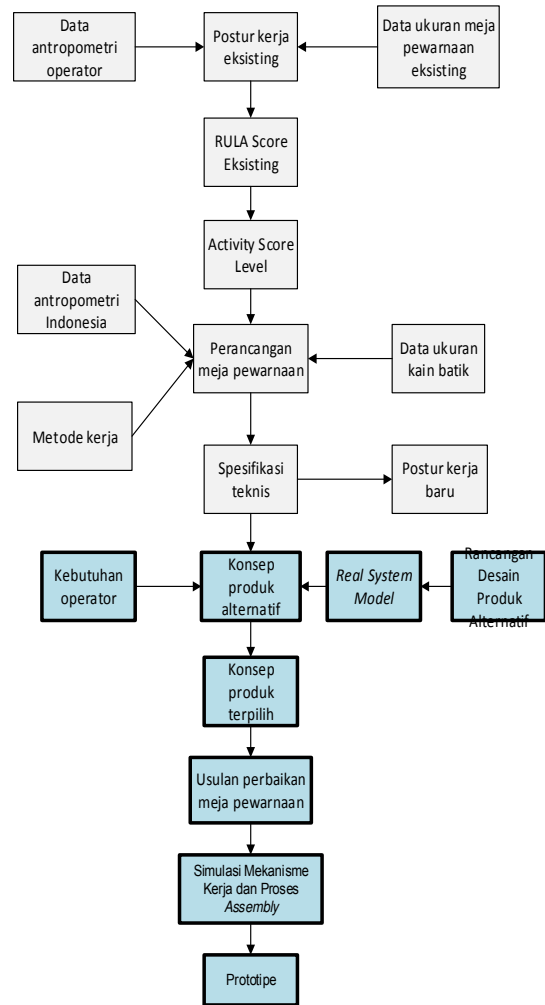 Data
antropometri
operator
Postur kerja
eksisting
Data ukuran meja
pewarnaan
eksisting
RULA Score
Eksisting
Activity Score
Level
Data
antropometri
Indonesia
Perancangan
meja pewarnaan
Data ukuran
kain batik
Metode kerja
Spesifikasi
teknis
Postur kerja
baru
Kebutuhan
operator
Konsep
produk
alternatif
Real System
Model
Rancangan
Desain
Produk
Alternatif
Konsep
produk
terpilih
Usulan perbaikan
meja pewarnaan
Simulasi Mekanisme
Kerja dan Proses
Assembly
Prototipe